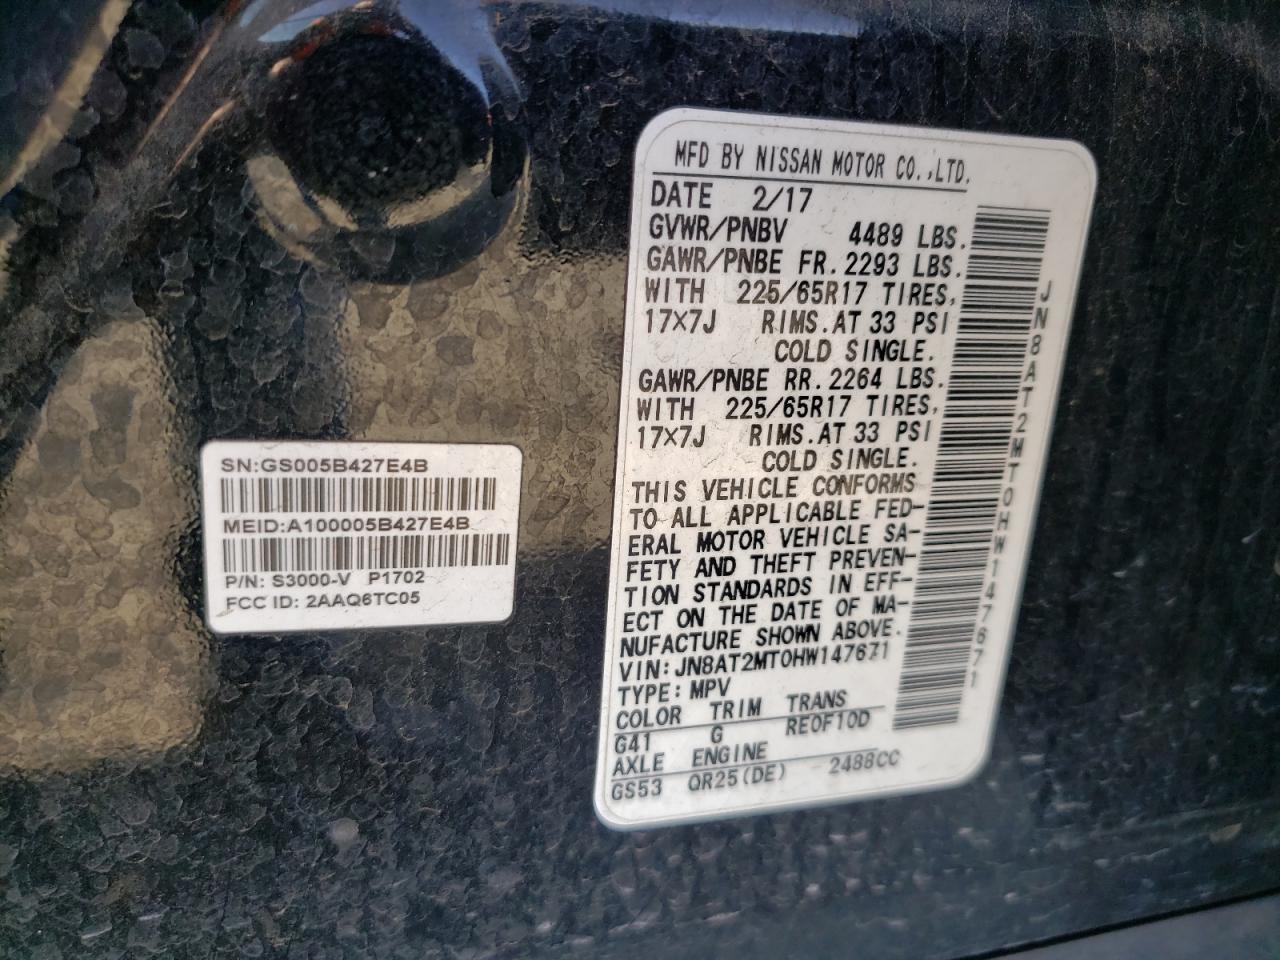 SN:GS005B427E4B
MEID:A100005B427E4B
P/N: S3000-V P1702
FCC ID: 2AAQ6TC05
MFD BY NISSAN MOTOR CO.,LTD.
DATE 2/17
GVWR/PNBV 4489 LBS.
GAWR/PNBE FR. 2293 LBS.
WITH 225/65R17 TIRES,
17×7J RIMS. AT 33 PSI
COLD SINGLE.
GAWR/PNBE RR. 2264 LBS.
WITH 225/65R17 TIRES,
17×7J RIMS. AT 33 PSI
COLD SINGLE.
THIS VEHICLE CONFORMS
TO ALL APPLICABLE FED-
ERAL MOTOR VEHICLE SA-
FETY AND THEFT PREVEN-
TION STANDARDS IN EFF-
ECT ON THE DATE OF MA-
NUFACTURE SHOWN ABOVE.
VIN: JN8AT2MT0HW147671
TYPE: MPV
COLOR TRIM TRANS
G41 G RE0F10D
AXLE ENGINE
GS53 QR25(DE) 2488CC
JN8AT2MT0HW147671